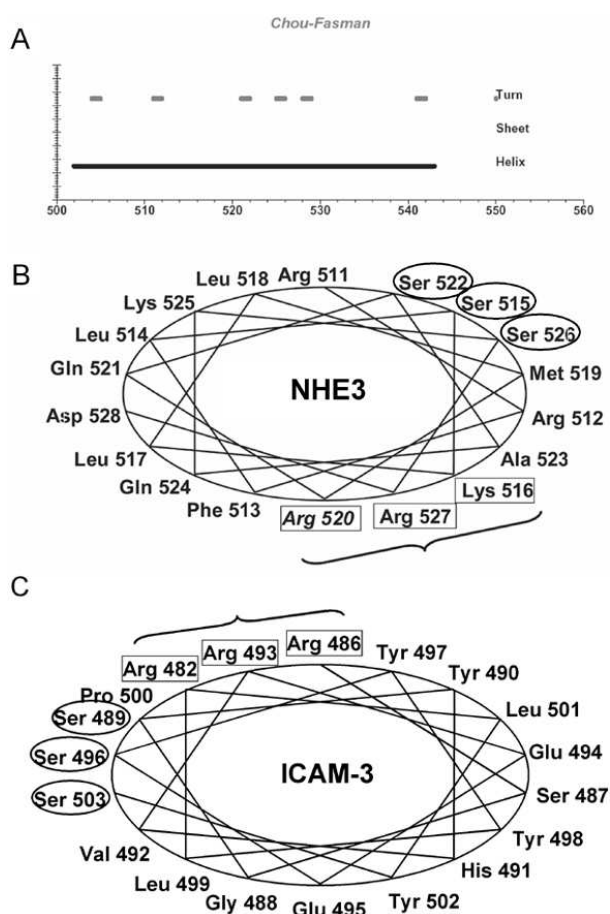 A
Chou-Fasman
Turn
Sheet
Helix
500 510 520 530 540 550 560
B
Leu 518 Arg 511 Ser 522
Lys 525 Ser 515
Leu 514 Ser 526
Gln 521 NHE3 Met 519
Asp 528 Arg 512
Leu 517 Ala 523
Gln 524 Lys 516
Phe 513 Arg 520 Arg 527
C
Arg 482 Arg 493 Arg 486 Tyr 497
Pro 500 Tyr 490
Ser 489 Leu 501
Ser 496 ICAM-3 Glu 494
Ser 503 Ser 487
Val 492 Tyr 498
Leu 499 His 491
Gly 488 Glu 495 Tyr 502